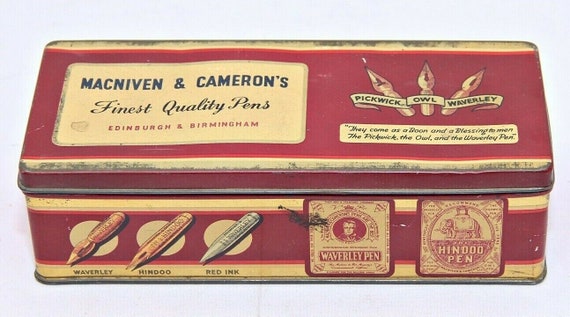 MACNIVEN & CAMERON'S
Finest Quality Pens
EDINBURGH & BIRMINGHAM
PICKWICK OWL WAVERLEY
"They come as a Boon and a Blessing to men
The Pickwick, the Owl, and the Waverley Pen."
WAVERLEY
HINDOO
RED INK
WAVERLEY PEN
HINDOO
PEN